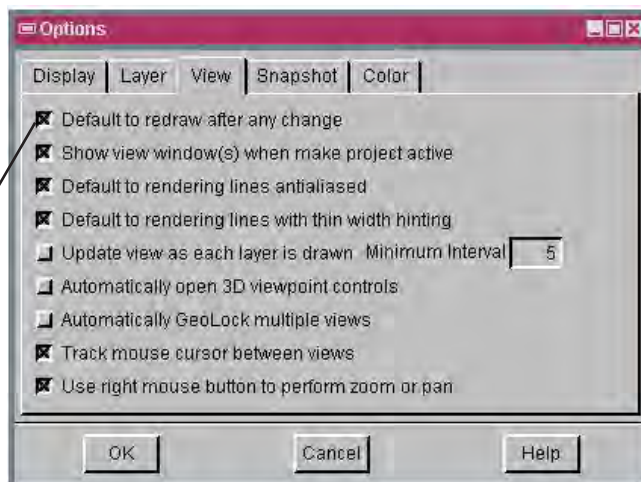 Options
Display Layer View Snapshot Color
Default to redraw after any change
Show view window(s) when make project active
Default to rendering lines antialiased
Default to rendering lines with thin width hinting
Update view as each layer is drawn Minimum Interval 5
Automatically open 3D viewpoint controls
Automatically GeoLock multiple views
Track mouse cursor between views
Use right mouse button to perform zoom or pan
OK Cancel Help